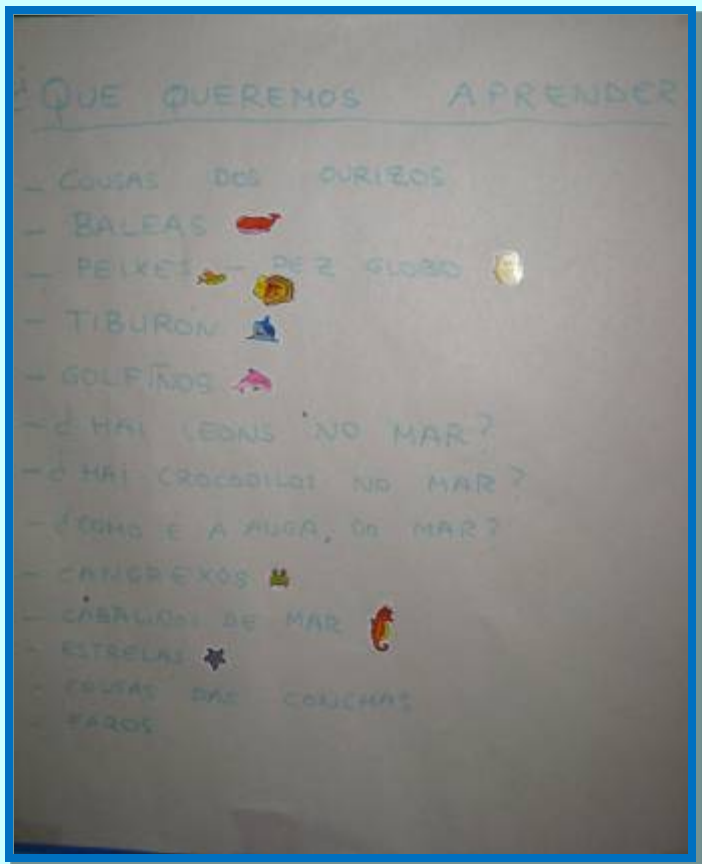 ¿QUE QUEREMOS APRENDER
- COUSAS DOS OURIZOS
- BALEAS
- PEIXES - PEZ GLOBO
- TIBURÓN
- GOLFIÑOS
- ¿HAI LEONS NO MAR?
- ¿HAI CROCODILOS NO MAR?
- ¿COMO É A AUGA, DO MAR?
- CANGREXOS
- CABALIÑOS DE MAR
- ESTRELAS
- COUSAS DAS CONCHAS
- FAROS